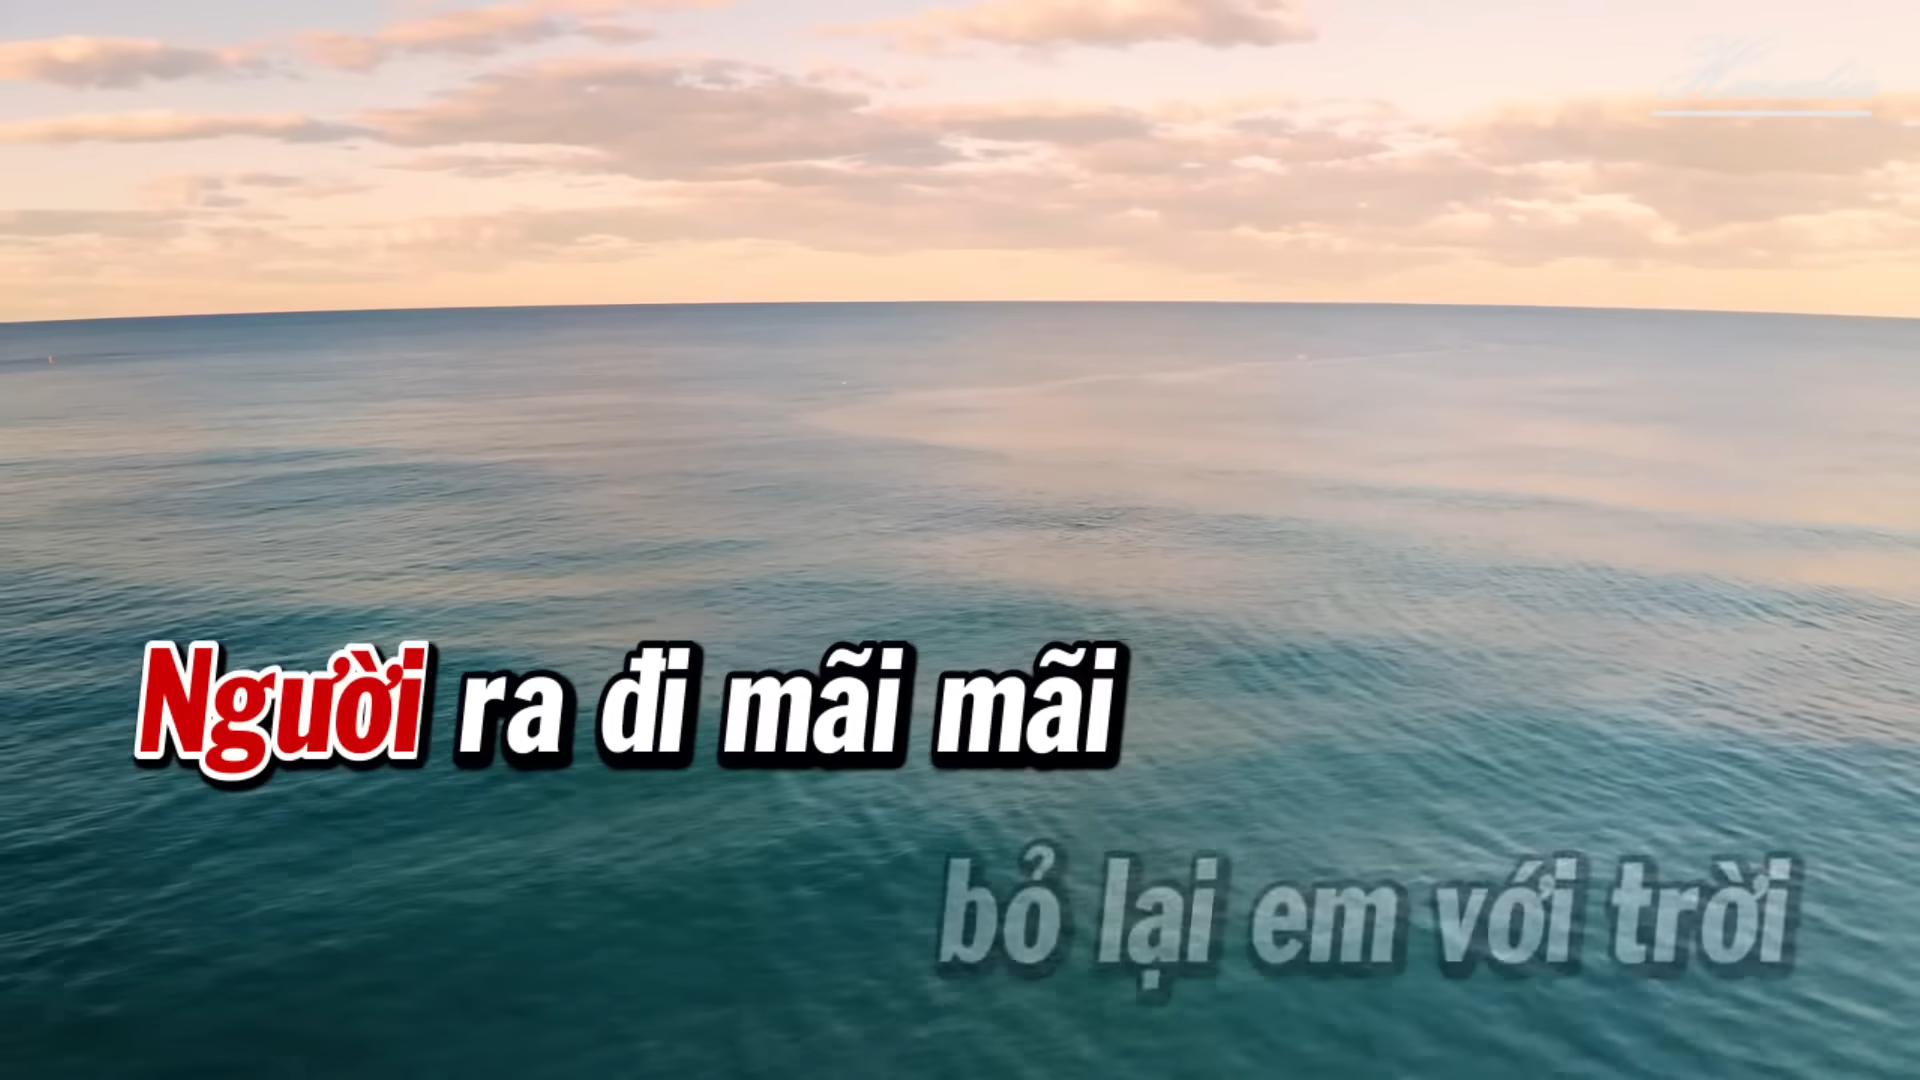 Người ra đi mãi mãi
bỏ lại em với trời